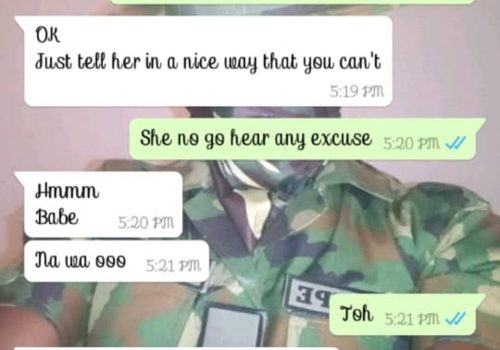 OK
Just tell her in a nice way that you can't
5:19 PM
She no go hear any excuse 5:20 PM
Hmmm
Babe 5:20 PM
Na wa ooo 5:21 PM
Toh 5:21 PM